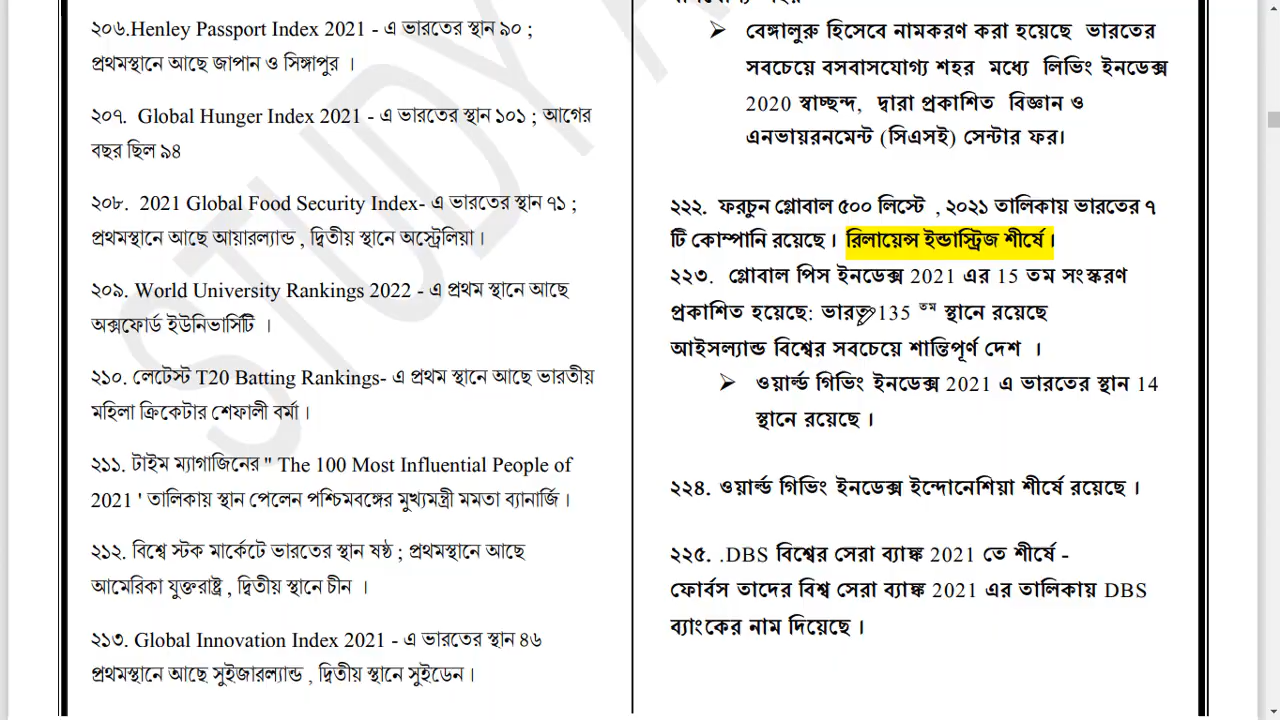 ২০৬.Henley Passport Index 2021 - এ ভারতের স্থান ৯০ ;
প্রথমস্থানে আছে জাপান ও সিঙ্গাপুর ।
২০৭. Global Hunger Index 2021 - এ ভারতের স্থান ১০১ ; আগের
বছর ছিল ৯৪
২০৮. 2021 Global Food Security Index- এ ভারতের স্থান ৭১ ;
প্রথমস্থানে আছে আয়ারল্যান্ড , দ্বিতীয় স্থানে অস্ট্রেলিয়া।
২০৯. World University Rankings 2022 - এ প্রথম স্থানে আছে
অক্সফোর্ড ইউনিভার্সিটি ।
২১০. লেটেস্ট T20 Batting Rankings- এ প্রথম স্থানে আছে ভারতীয়
মহিলা ক্রিকেটার শেফালী বর্মা।
২১১. টাইম ম্যাগাজিনের " The 100 Most Influential People of
2021 ' তালিকায় স্থান পেলেন পশ্চিমবঙ্গের মুখ্যমন্ত্রী মমতা ব্যানার্জি।
২১২. বিশ্বে স্টক মার্কেটে ভারতের স্থান ষষ্ঠ ; প্রথমস্থানে আছে
আমেরিকা যুক্তরাষ্ট্র , দ্বিতীয় স্থানে চীন ।
২১৩. Global Innovation Index 2021 - এ ভারতের স্থান ৪৬
প্রথমস্থানে আছে সুইজারল্যান্ড , দ্বিতীয় স্থানে সুইডেন।
➢ বেঙ্গালুরু হিসেবে নামকরণ করা হয়েছে ভারতের
সবচেয়ে বসবাসযোগ্য শহর মধ্যে লিভিং ইনডেক্স
2020 স্বাচ্ছন্দ, দ্বারা প্রকাশিত বিজ্ঞান ও
এনভায়রনমেন্ট (সিএসই) সেন্টার ফর।
২২২. ফরচুন গ্লোবাল ৫০০ লিস্টে , ২০২১ তালিকায় ভারতের ৭
টি কোম্পানি রয়েছে। রিলায়েন্স ইন্ডাস্ট্রিজ শীর্ষে।
২২৩. গ্লোবাল পিস ইনডেক্স 2021 এর 15 তম সংস্করণ
প্রকাশিত হয়েছে: ভারত 135 তম স্থানে রয়েছে
আইসল্যান্ড বিশ্বের সবচেয়ে শান্তিপূর্ণ দেশ ।
➢ ওয়ার্ল্ড গিভিং ইনডেক্স 2021 এ ভারতের স্থান 14
স্থানে রয়েছে ।
২২৪. ওয়ার্ল্ড গিভিং ইনডেক্স ইন্দোনেশিয়া শীর্ষে রয়েছে ।
২২৫. .DBS বিশ্বের সেরা ব্যাঙ্ক 2021 তে শীর্ষে -
ফোর্বস তাদের বিশ্ব সেরা ব্যাঙ্ক 2021 এর তালিকায় DBS
ব্যাংকের নাম দিয়েছে ।